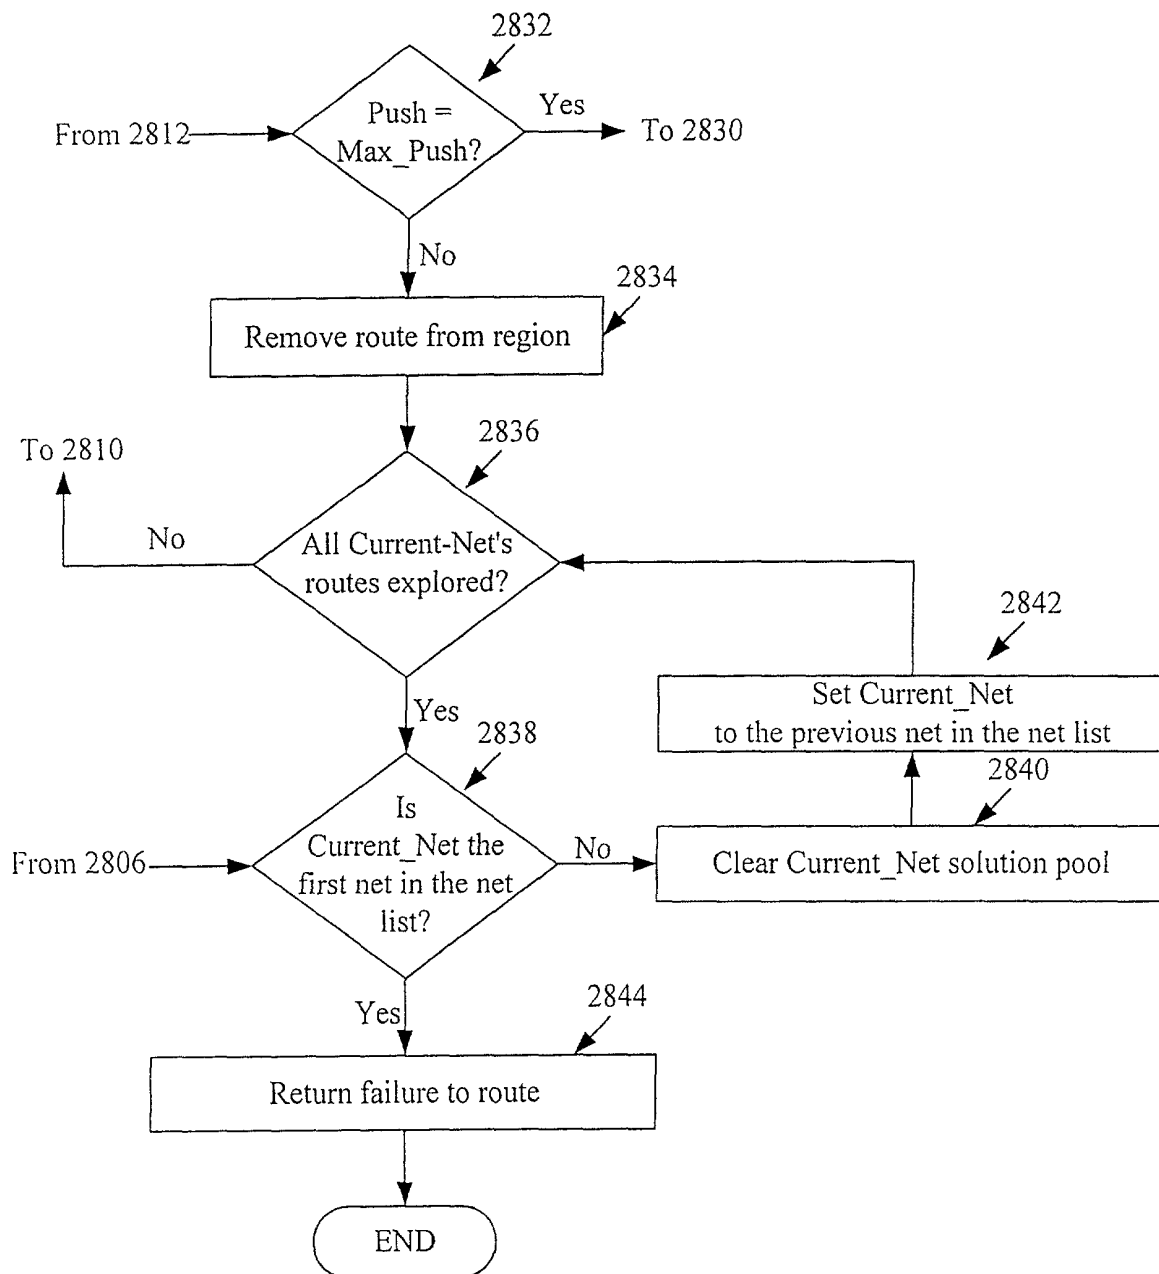 2832
Push =
Max_Push?
Yes
From 2812
To 2830
No
2834
Remove route from region
2836
To 2810
No
All Current-Net's
routes explored?
2842
Set Current_Net
to the previous net in the net list
Yes
2838
2840
Is
Current_Net the
first net in the net
list?
From 2806
No
Clear Current_Net solution pool
Yes
2844
Return failure to route
END